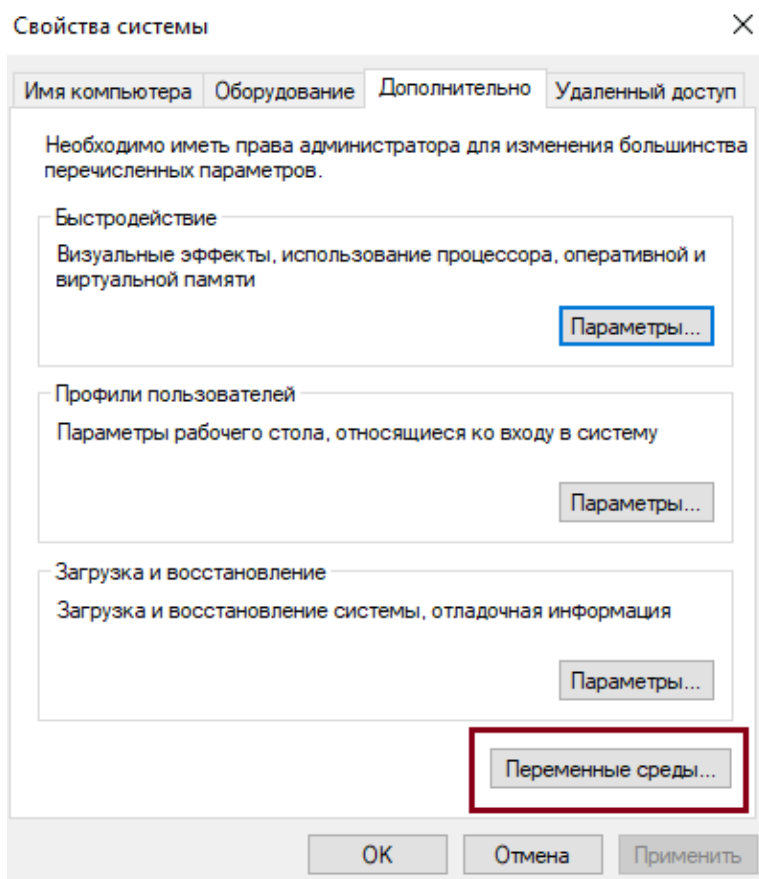 Свойства системы
Имя компьютера Оборудование Дополнительно Удаленный доступ
Необходимо иметь права администратора для изменения большинства
перечисленных параметров.
Быстродействие
Визуальные эффекты, использование процессора, оперативной и
виртуальной памяти
Параметры...
Профили пользователей
Параметры рабочего стола, относящиеся ко входу в систему
Параметры...
Загрузка и восстановление
Загрузка и восстановление системы, отладочная информация
Параметры...
Переменные среды...
ОК Отмена Применить